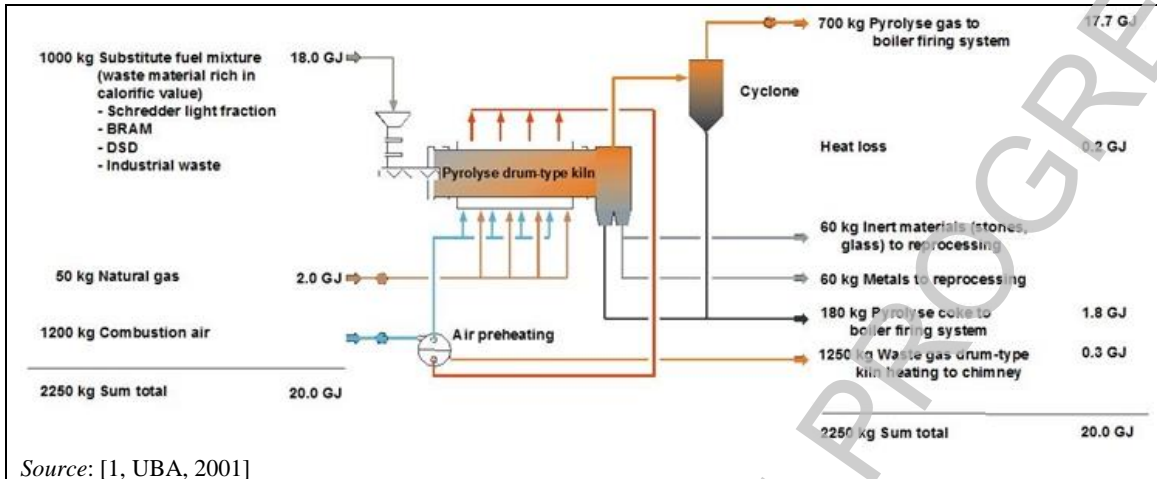 1000 kg Substitute fuel mixture 18.0 GJ
(waste material rich in
calorific value)
- Schredder light fraction
- BRAM
- DSD
- Industrial waste
50 kg Natural gas 2.0 GJ
1200 kg Combustion air
2250 kg Sum total 20.0 GJ
Pyrolyse drum-type kiln
Air preheating
Cyclone
700 kg Pyrolyse gas to 17.7 GJ
boiler firing system
Heat loss 0.2 GJ
60 kg Inert materials (stones,
glass) to reprocessing
60 kg Metals to reprocessing
180 kg Pyrolyse coke to 1.8 GJ
boiler firing system
1250 kg Waste gas drum-type 0.3 GJ
kiln heating to chimney
2250 kg Sum total 20.0 GJ
Source: [1, UBA, 2001]
PROGRE